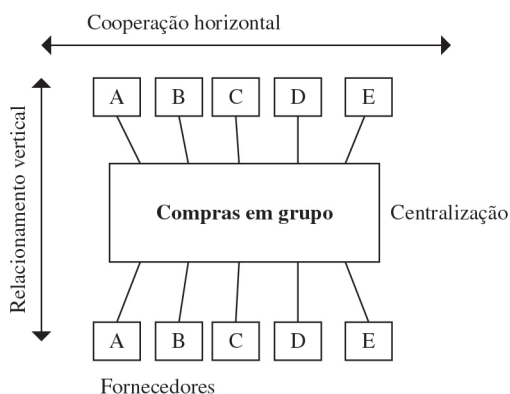 Cooperação horizontal
Relacionamento vertical
A B C D E
Compras em grupo
Centralização
A B C D E
Fornecedores